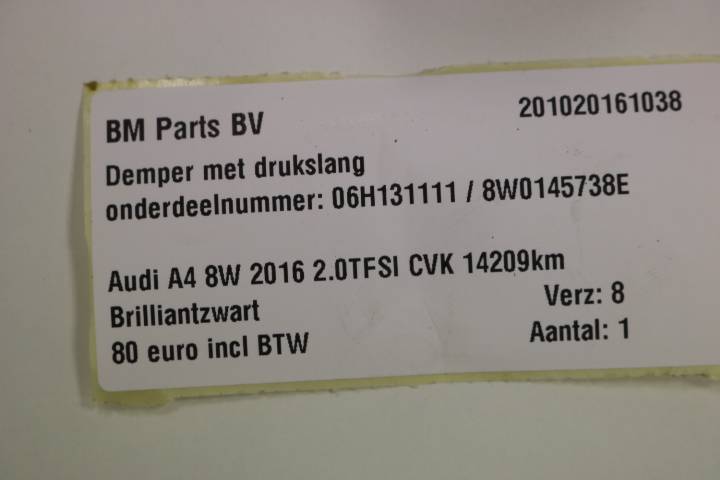 BM Parts BV 201020161038
Demper met drukslang
onderdeelnummer: 06H131111 / 8W0145738E
Audi A4 8W 2016 2.0TFSI CVK 14209km
Brilliantzwart Verz: 8
80 euro incl BTW Aantal: 1